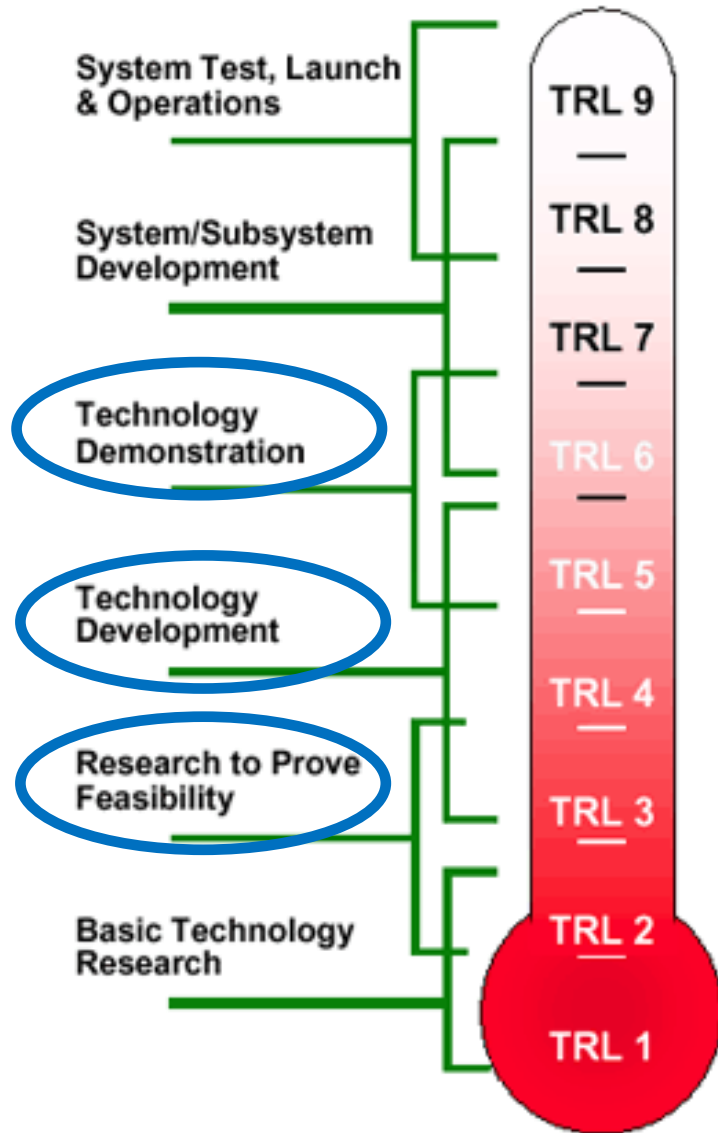 System Test, Launch
& Operations
System/Subsystem
Development
Technology
Demonstration
Technology
Development
Research to Prove
Feasibility
Basic Technology
Research
TRL 9
TRL 8
TRL 7
TRL 6
TRL 5
TRL 4
TRL 3
TRL 2
TRL 1